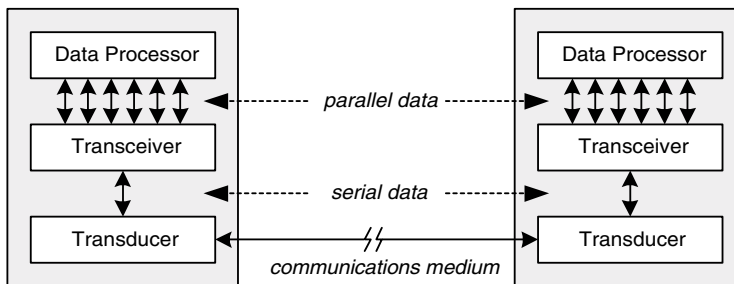 Data Processor
Data Processor
parallel data
Transceiver
Transceiver
serial data
Transducer
Transducer
communications medium